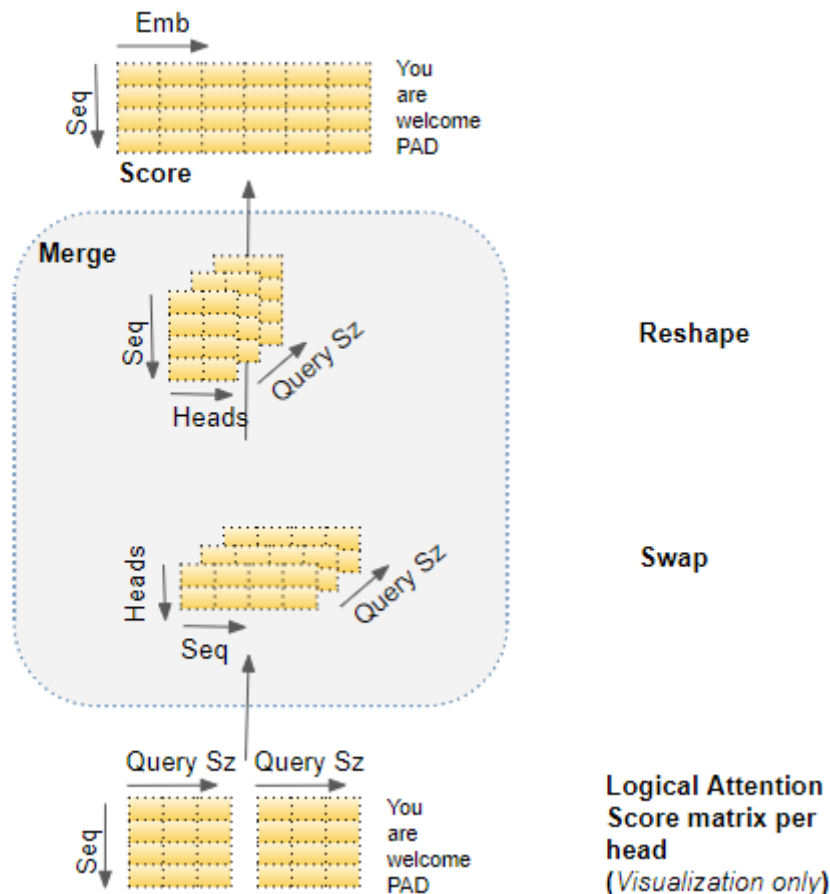 Emb
Seq
You
are
welcome
PAD
Score
Merge
Seq
Query Sz
Heads
Reshape
Heads
Query Sz
Seq
Swap
Query Sz Query Sz
Seq
You
are
welcome
PAD
Logical Attention
Score matrix per
head
(Visualization only)